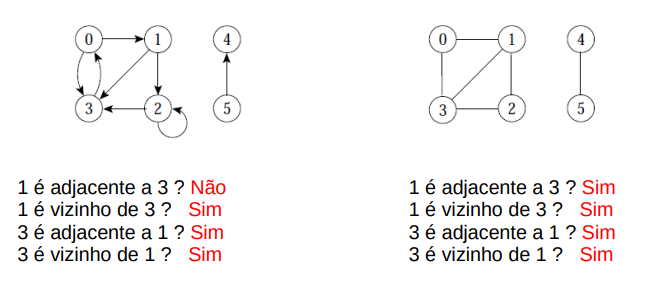 0 1 4
3 2 5
0 1 4
3 2 5
1 é adjacente a 3 ? Não
1 é vizinho de 3 ? Sim
3 é adjacente a 1 ? Sim
3 é vizinho de 1 ? Sim
1 é adjacente a 3 ? Sim
1 é vizinho de 3 ? Sim
3 é adjacente a 1 ? Sim
3 é vizinho de 1 ? Sim